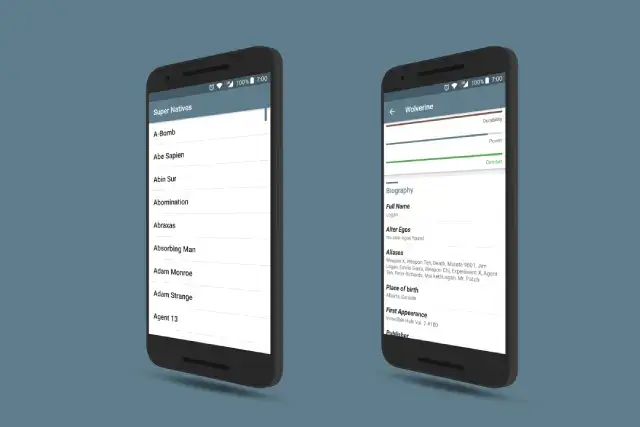 100% 7:00
Super Natives
A-Bomb
Abe Sapien
Abin Sur
Abomination
Abraxas
Absorbing Man
Adam Monroe
Adam Strange
Agent 13
100% 7:00
Wolverine
Durability
Power
Combat
Biography
Full Name
Logan
Alter Egos
No alter egos found.
Aliases
Weapon X, Weapon Ten, Death, Mutate #9601, Jim
Logan, Emilio Garra, Weapon Chi, Experiment X, Agent
Ten, Peter Richards, Mr. Patch
Place of birth
Alberta, Canada
First Appearance
Incredible Hulk Vol. 2 #180
Publisher